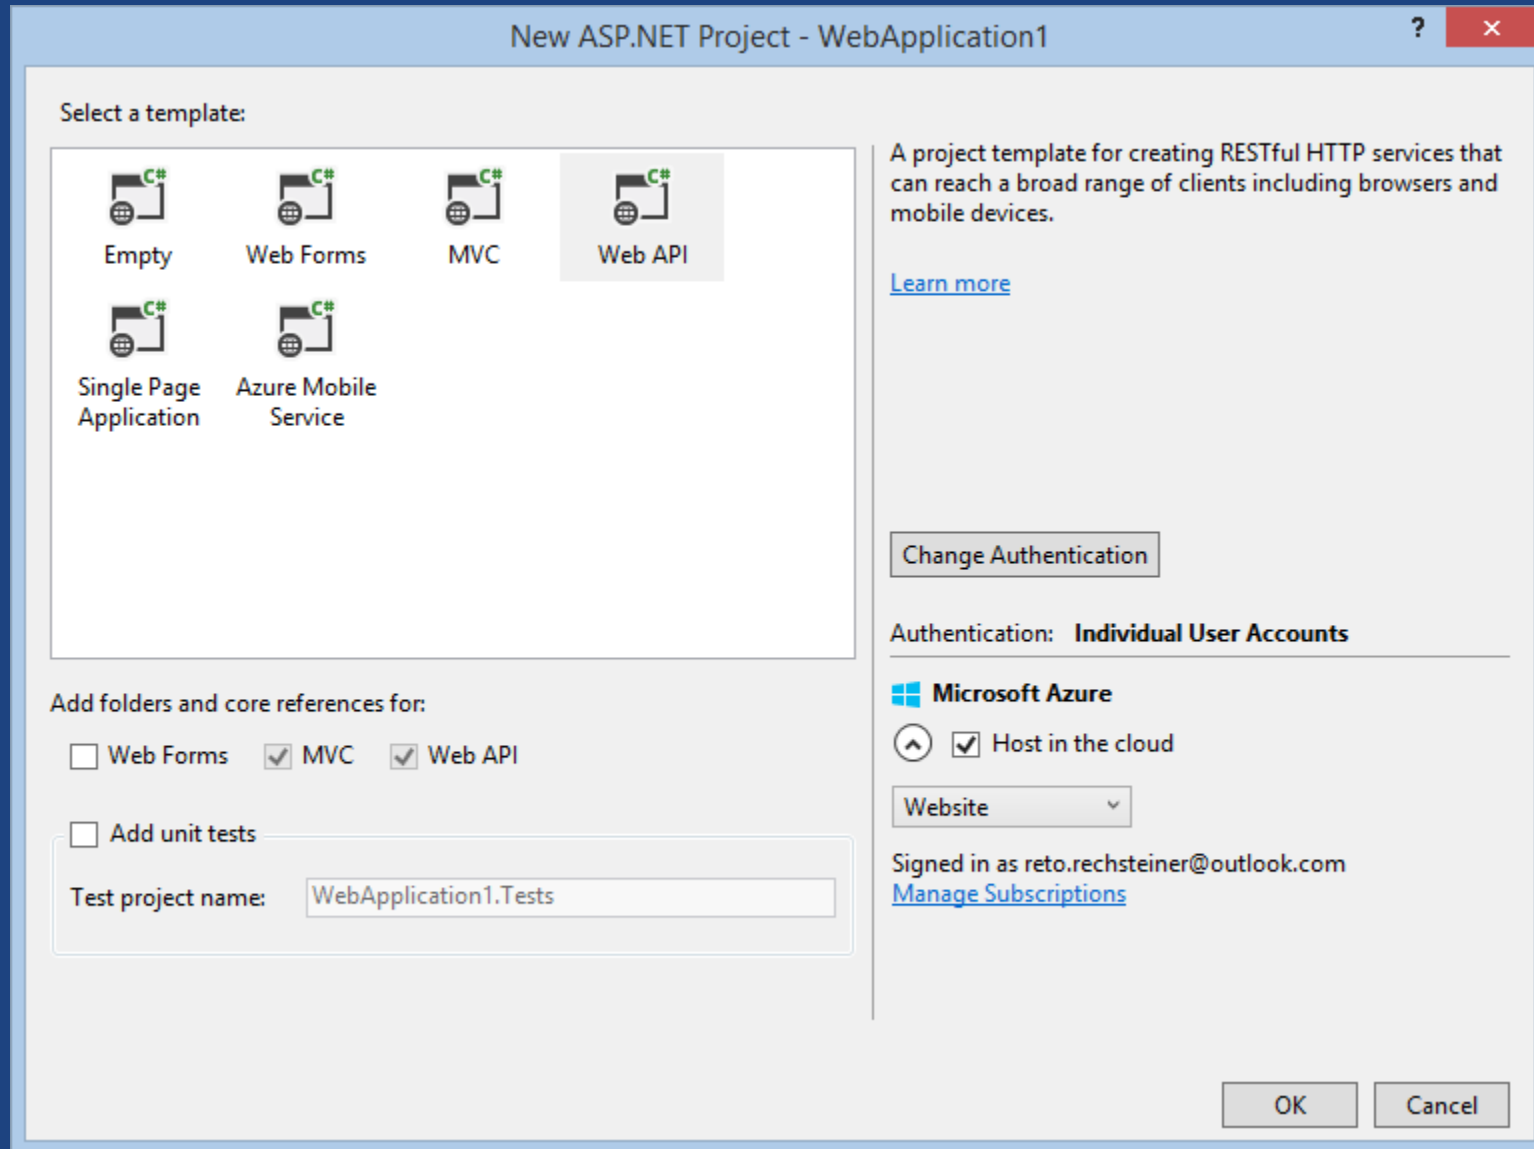 New ASP.NET Project - WebApplication1
?
Select a template:
C# C# C# C#
Empty Web Forms MVC Web API
C# C#
Single Page Azure Mobile
Application Service
A project template for creating RESTful HTTP services that
can reach a broad range of clients including browsers and
mobile devices.
Learn more
Change Authentication
Authentication: Individual User Accounts
Microsoft Azure
Host in the cloud
Website
Signed in as reto.rechsteiner@outlook.com
Manage Subscriptions
Add folders and core references for:
Web Forms MVC Web API
Add unit tests
Test project name: WebApplication1.Tests
OK Cancel